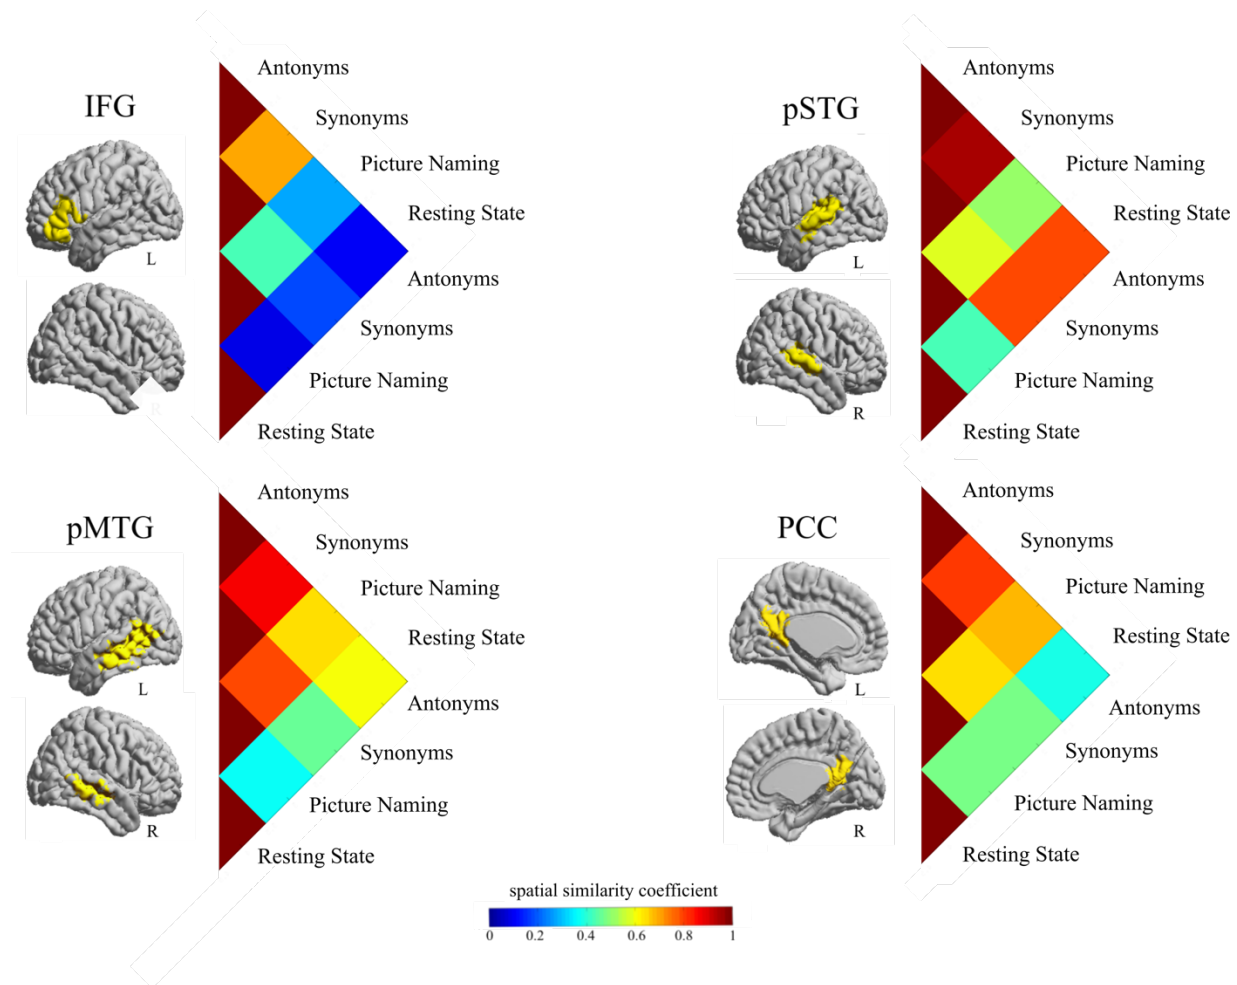 IFG
Antonyms
Synonyms
Picture Naming
Resting State
Antonyms
Synonyms
Picture Naming
Resting State
L
R
pSTG
Antonyms
Synonyms
Picture Naming
Resting State
Antonyms
Synonyms
Picture Naming
Resting State
L
R
pMTG
Antonyms
Synonyms
Picture Naming
Resting State
Antonyms
Synonyms
Picture Naming
Resting State
L
R
PCC
Antonyms
Synonyms
Picture Naming
Resting State
Antonyms
Synonyms
Picture Naming
Resting State
L
R
spatial similarity coefficient
0 0.2 0.4 0.6 0.8 1